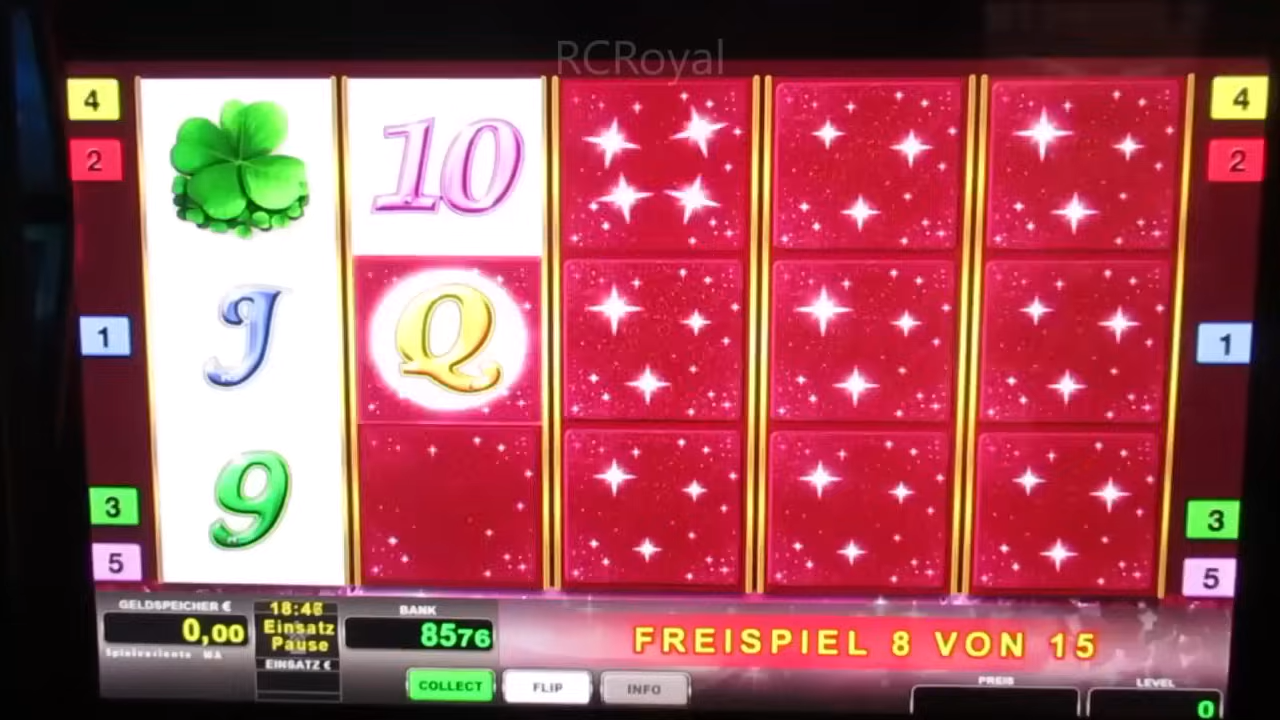 RCRoyal
4
4
10
2
2
J
Q
1
1
9
3
3
5
5
GELDSPEICHER €
0,00
18:46
Einsatz
Pause
EINSATZ €
BANK
8576
FREISPIEL 8 VON 15
COLLECT
FLIP
INFO
PREIS
LEVEL
0